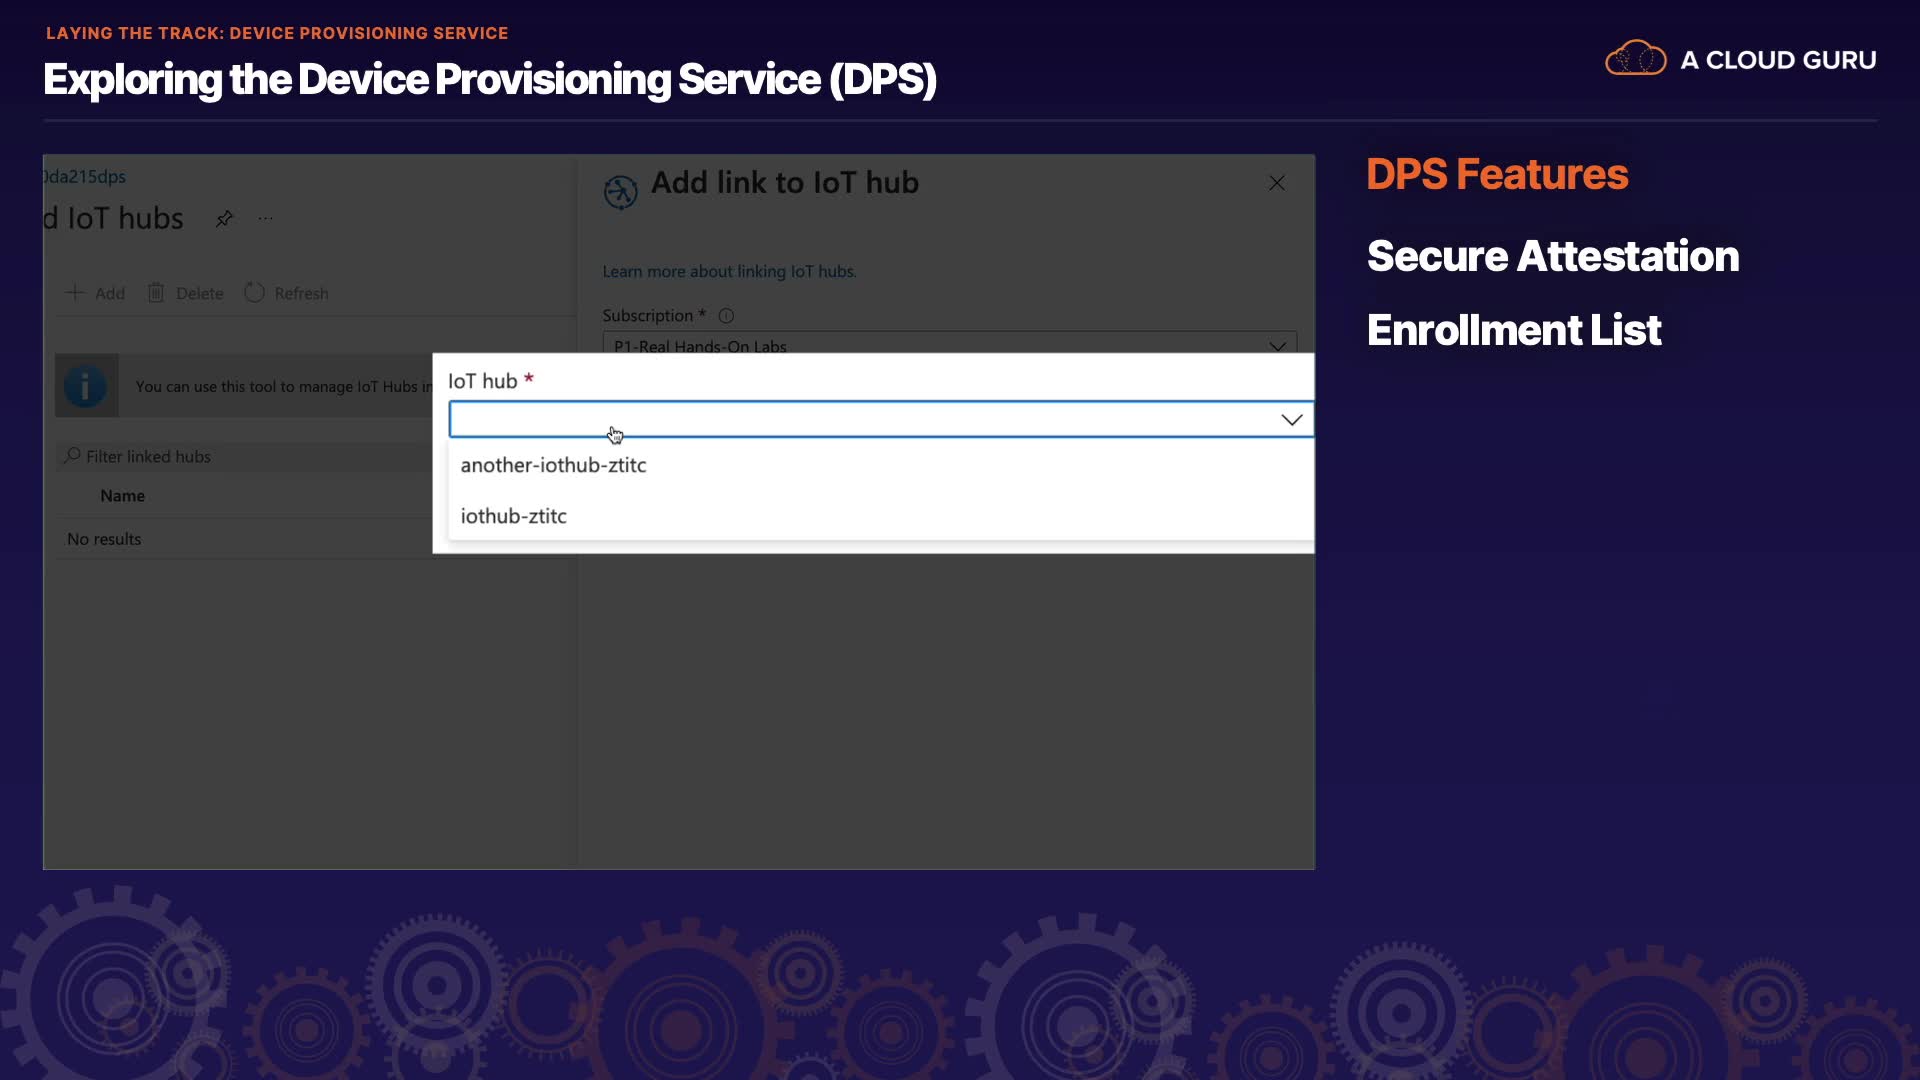 LAYING THE TRACK: DEVICE PROVISIONING SERVICE
Exploring the Device Provisioning Service (DPS)
A CLOUD GURU
0da215dps
d IoT hubs
Add
Delete
Refresh
You can use this tool to manage IoT Hubs in
Filter linked hubs
Name
No results
Add link to IoT hub
Learn more about linking IoT hubs.
Subscription *
P1-Real Hands-On Labs
IoT hub *
another-iothub-ztitc
iothub-ztitc
DPS Features
Secure Attestation
Enrollment List